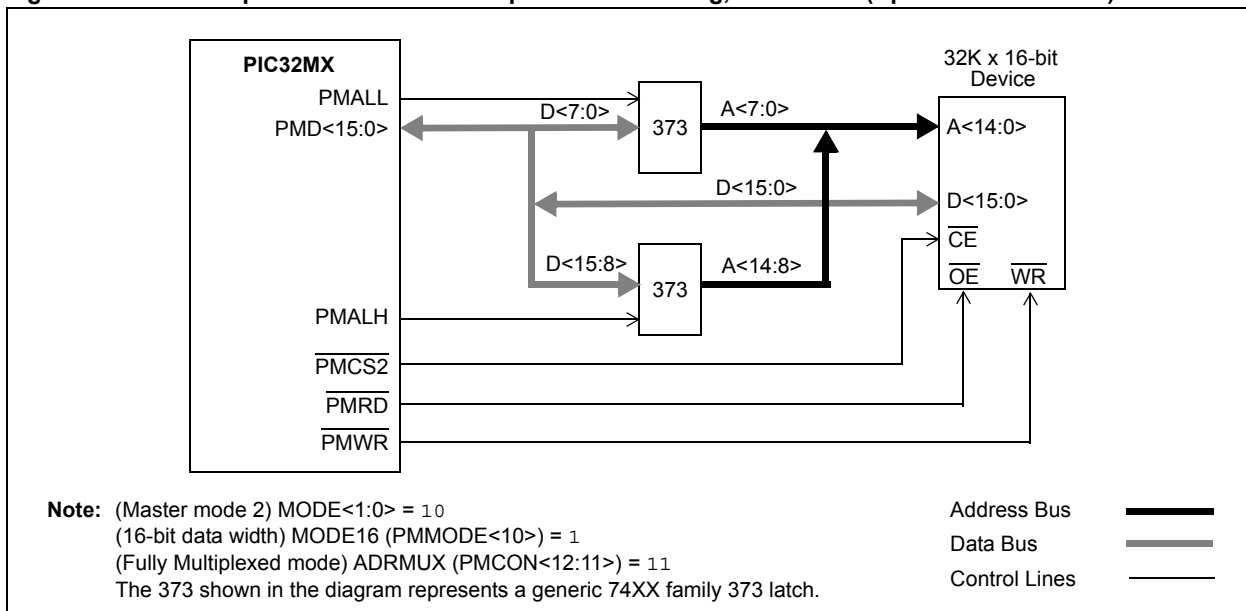 PIC32MX
32K x 16-bit
Device
PMALL
D<7:0>
A<7:0>
PMD<15:0>
373
A<14:0>
D<15:0>
D<15:0>
CE
D<15:8>
A<14:8>
OE WR
373
PMALH
PMCS2
PMRD
PMWR
Note: (Master mode 2) MODE<1:0> = 10
(16-bit data width) MODE16 (PMMODE<10>) = 1
(Fully Multiplexed mode) ADRMUX (PMCON<12:11>) = 11
The 373 shown in the diagram represents a generic 74XX family 373 latch.
Address Bus
Data Bus
Control Lines